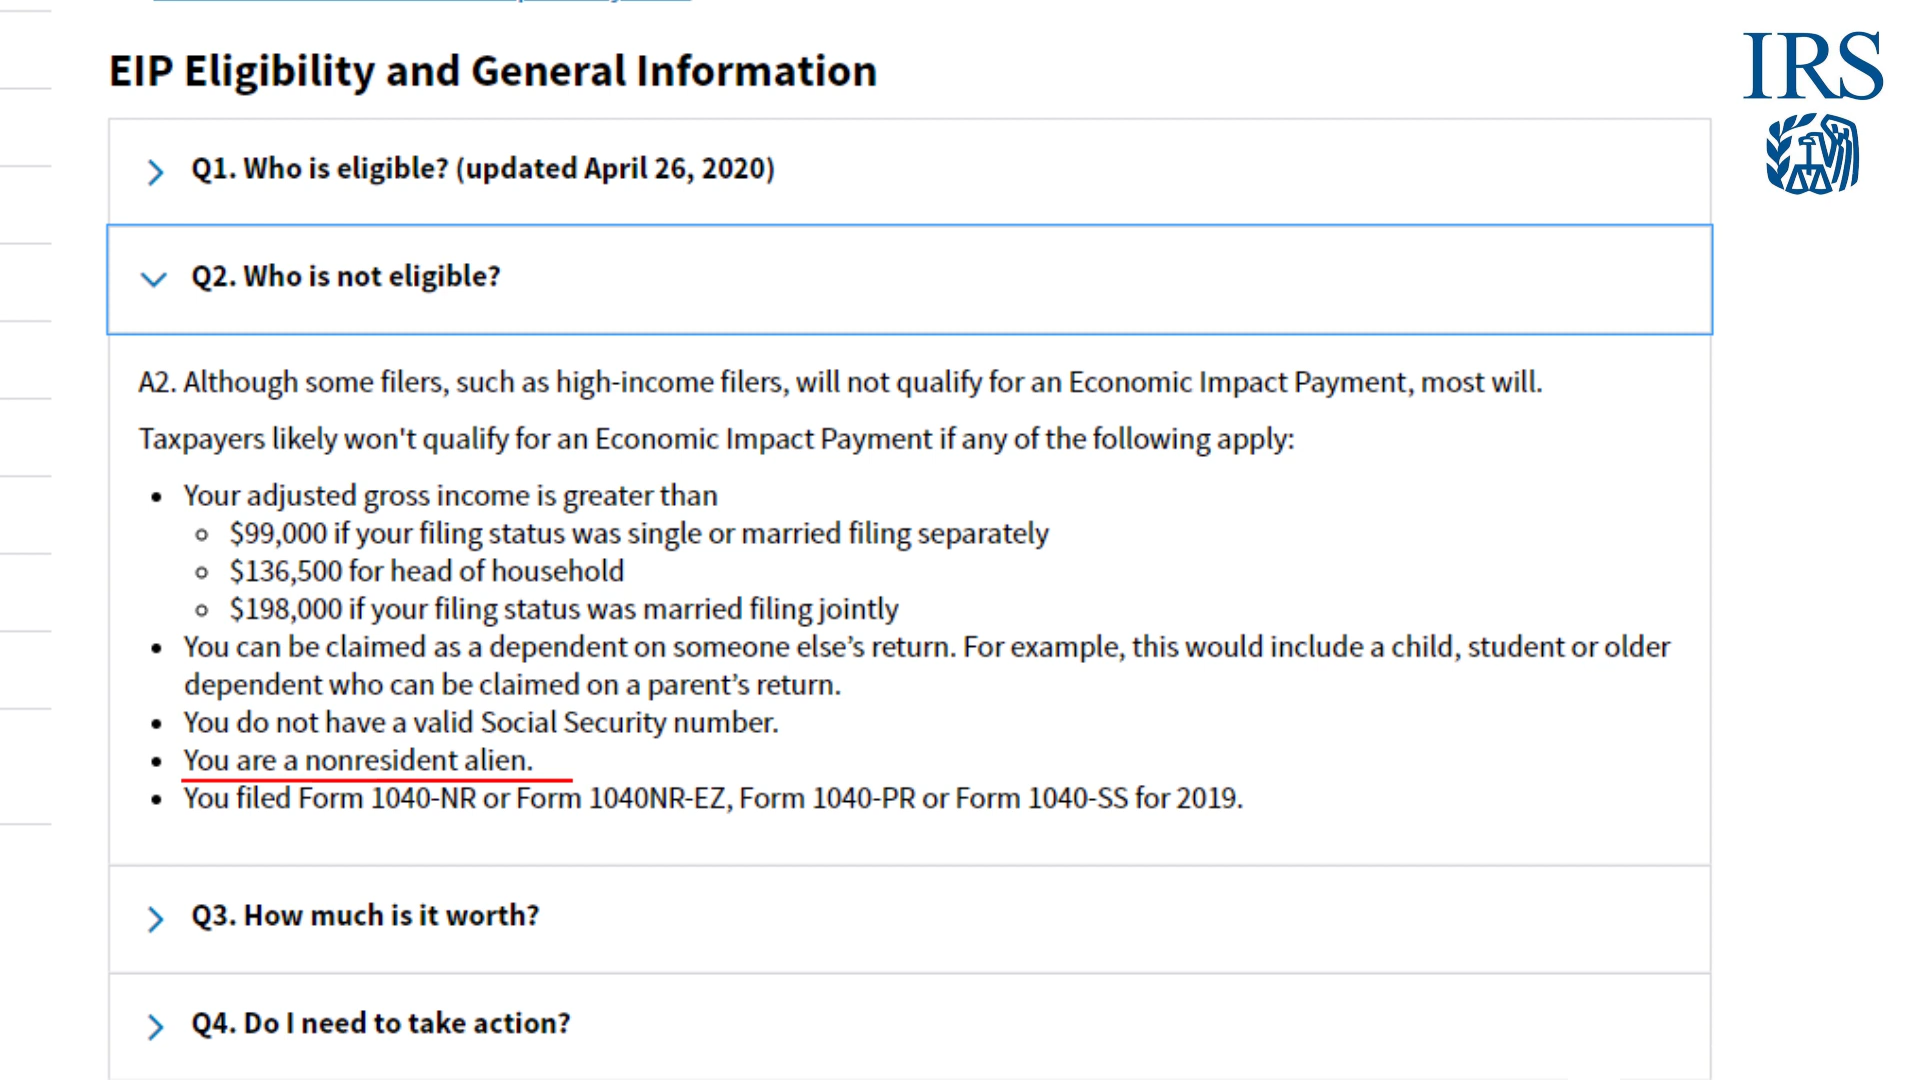 EIP Eligibility and General Information
IRS
Q1. Who is eligible? (updated April 26, 2020)
Q2. Who is not eligible?
A2. Although some filers, such as high-income filers, will not qualify for an Economic Impact Payment, most will.
Taxpayers likely won't qualify for an Economic Impact Payment if any of the following apply:
Your adjusted gross income is greater than
$99,000 if your filing status was single or married filing separately
$136,500 for head of household
$198,000 if your filing status was married filing jointly
You can be claimed as a dependent on someone else’s return. For example, this would include a child, student or older
dependent who can be claimed on a parent’s return.
You do not have a valid Social Security number.
You are a nonresident alien.
You filed Form 1040-NR or Form 1040NR-EZ, Form 1040-PR or Form 1040-SS for 2019.
Q3. How much is it worth?
Q4. Do I need to take action?